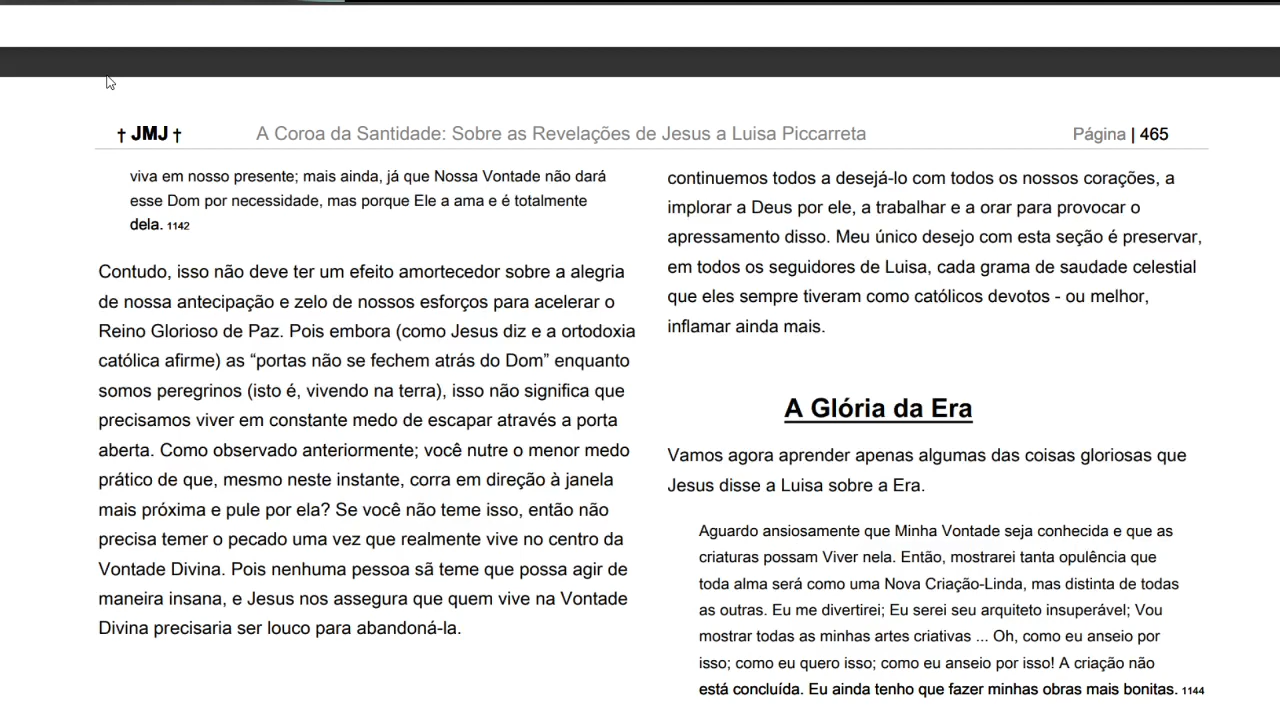 † JMJ † A Coroa da Santidade: Sobre as Revelações de Jesus a Luisa Piccarreta Página | 465
viva em nosso presente; mais ainda, já que Nossa Vontade não dará
esse Dom por necessidade, mas porque Ele a ama e é totalmente
dela. 1142
Contudo, isso não deve ter um efeito amortecedor sobre a alegria
de nossa antecipação e zelo de nossos esforços para acelerar o
Reino Glorioso de Paz. Pois embora (como Jesus diz e a ortodoxia
católica afirme) as “portas não se fechem atrás do Dom” enquanto
somos peregrinos (isto é, vivendo na terra), isso não significa que
precisamos viver em constante medo de escapar através a porta
aberta. Como observado anteriormente; você nutre o menor medo
prático de que, mesmo neste instante, corra em direção à janela
mais próxima e pule por ela? Se você não teme isso, então não
precisa temer o pecado uma vez que realmente vive no centro da
Vontade Divina. Pois nenhuma pessoa sã teme que possa agir de
maneira insana, e Jesus nos assegura que quem vive na Vontade
Divina precisaria ser louco para abandoná-la.
continuemos todos a desejá-lo com todos os nossos corações, a
implorar a Deus por ele, a trabalhar e a orar para provocar o
apressamento disso. Meu único desejo com esta seção é preservar,
em todos os seguidores de Luisa, cada grama de saudade celestial
que eles sempre tiveram como católicos devotos - ou melhor,
inflamar ainda mais.
A Glória da Era
Vamos agora aprender apenas algumas das coisas gloriosas que
Jesus disse a Luisa sobre a Era.
Aguardo ansiosamente que Minha Vontade seja conhecida e que as
criaturas possam Viver nela. Então, mostrarei tanta opulência que
toda alma será como uma Nova Criação-Linda, mas distinta de todas
as outras. Eu me divertirei; Eu serei seu arquiteto insuperável; Vou
mostrar todas as minhas artes criativas ... Oh, como eu anseio por
isso; como eu quero isso; como eu anseio por isso! A criação não
está concluída. Eu ainda tenho que fazer minhas obras mais bonitas. 1144